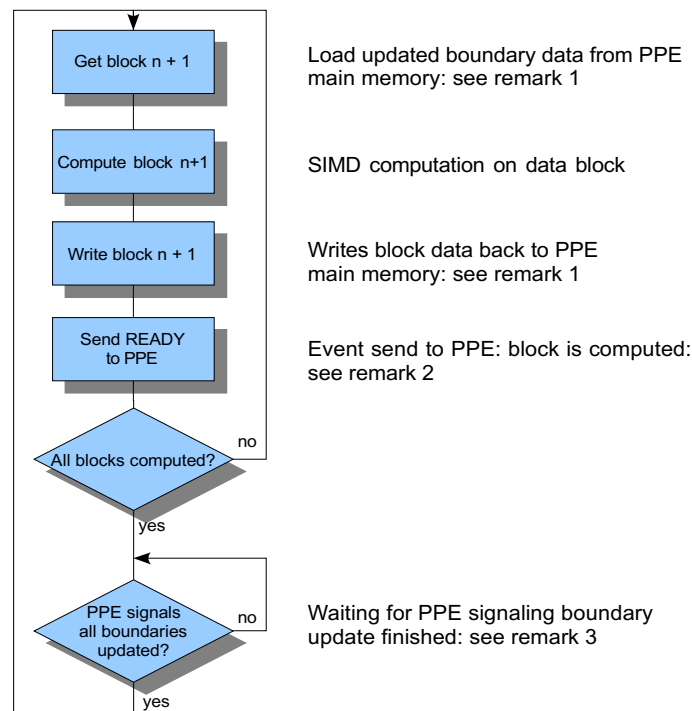 Get block n + 1
Load updated boundary data from PPE
main memory: see remark 1
Compute block n+1
SIMD computation on data block
Write block n + 1
Writes block data back to PPE
main memory: see remark 1
Send READY
to PPE
Event send to PPE: block is computed:
see remark 2
All blocks computed?
no
yes
PPE signals
all boundaries
updated?
no
Waiting for PPE signaling boundary
update finished: see remark 3
yes